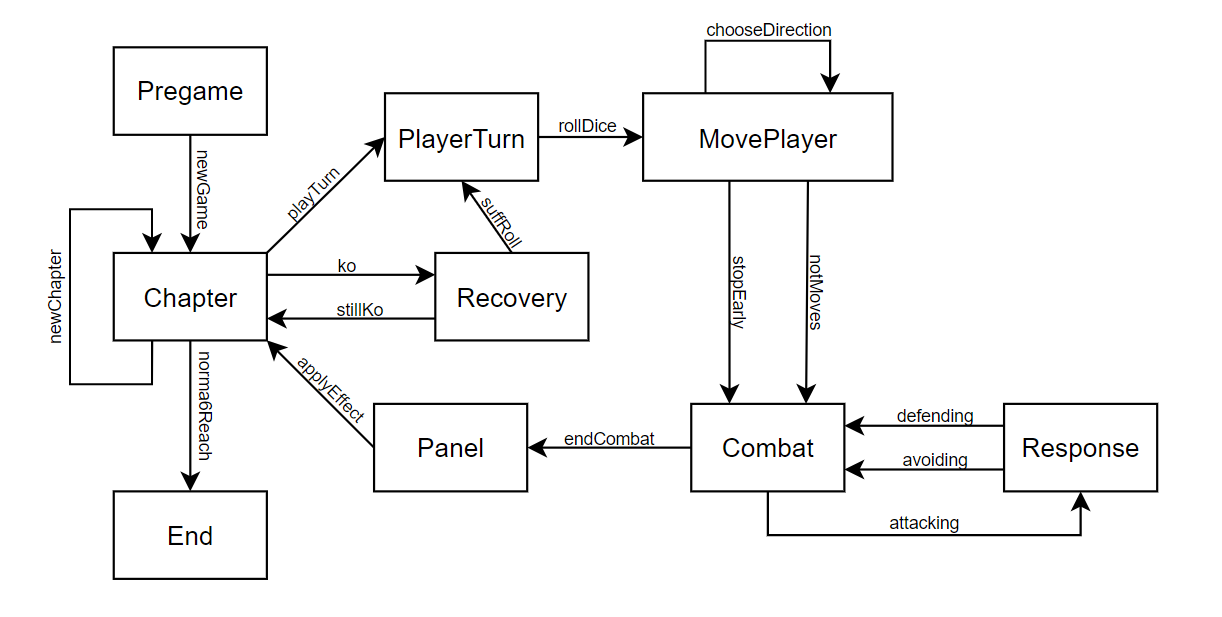 chooseDirection
Pregame
PlayerTurn
rollDice
MovePlayer
newGame
playTurn
suffRoll
newChapter
Chapter
ko
stillKo
Recovery
stopEarly
notMoves
norma6Reach
applyEffect
Panel
endCombat
Combat
defending
avoiding
Response
attacking
End